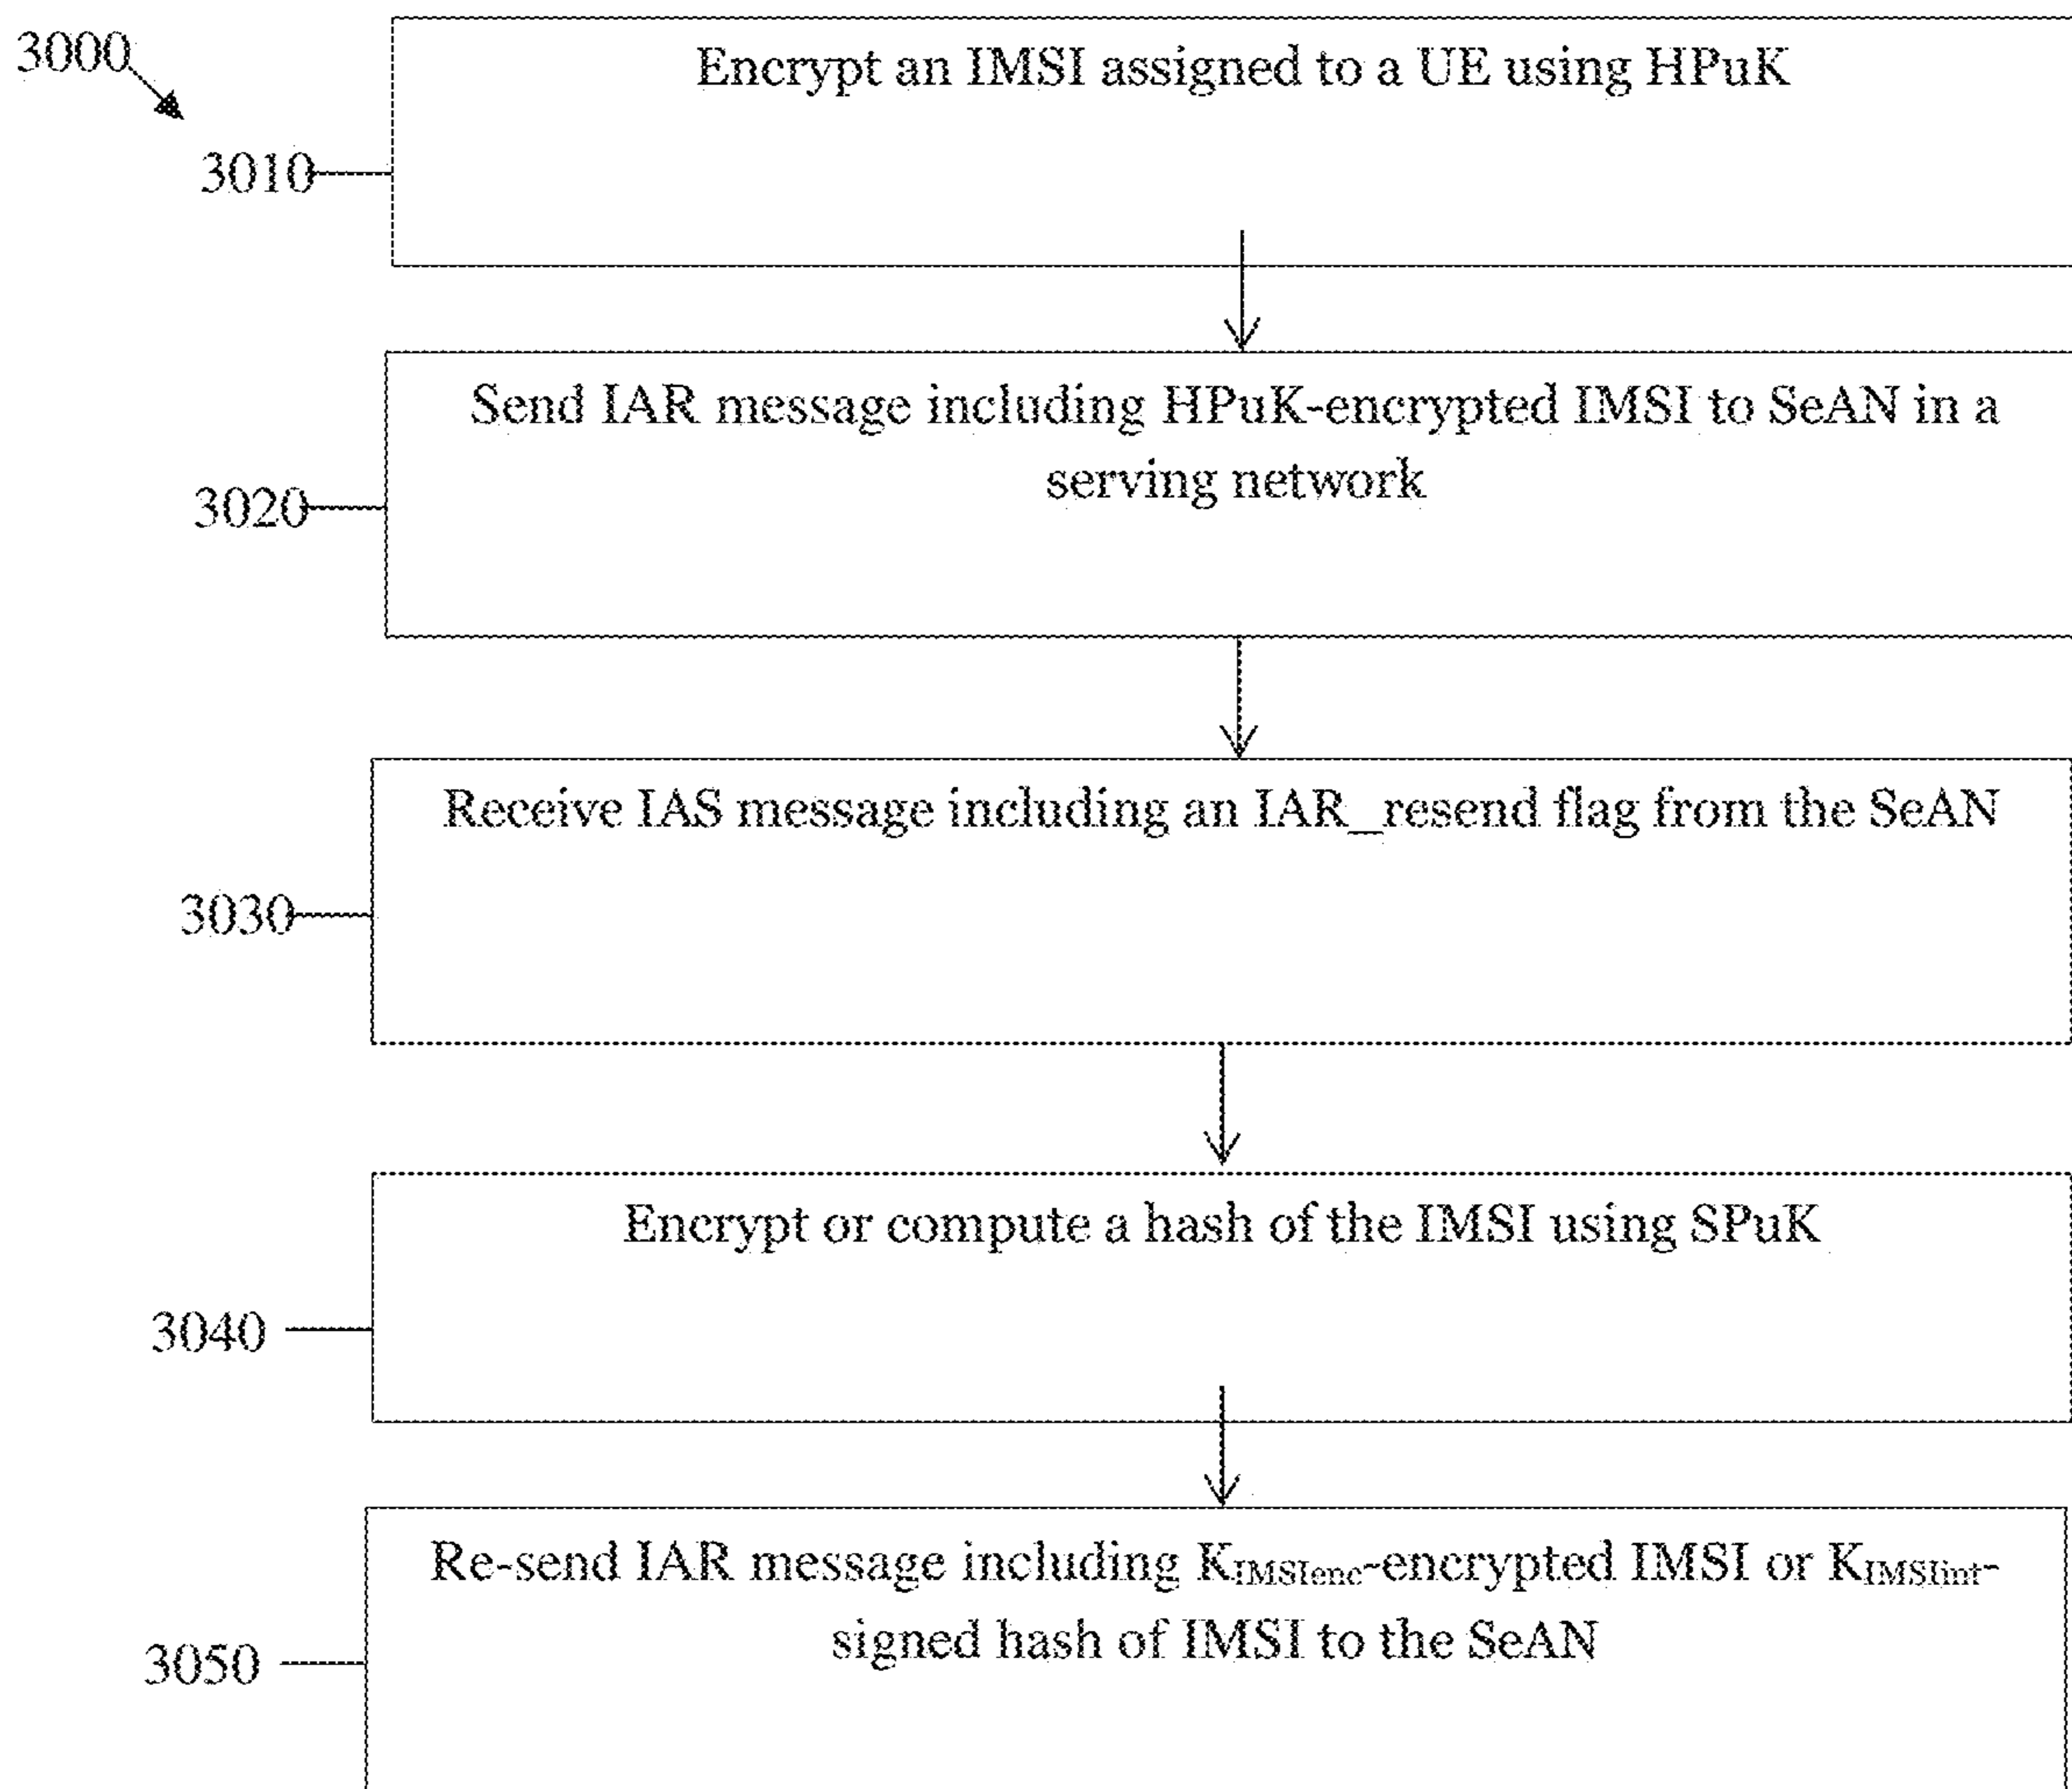 3000
Encrypt an IMSI assigned to a UE using HPuK
3010
Send IAR message including HPuK-encrypted IMSI to SeAN in a
serving network
3020
Receive IAS message including an IAR_resend flag from the SeAN
3030
Encrypt or compute a hash of the IMSI using SPuK
3040
Re-send IAR message including KIMSIenc-encrypted IMSI or KIMSIint-
signed hash of IMSI to the SeAN
3050